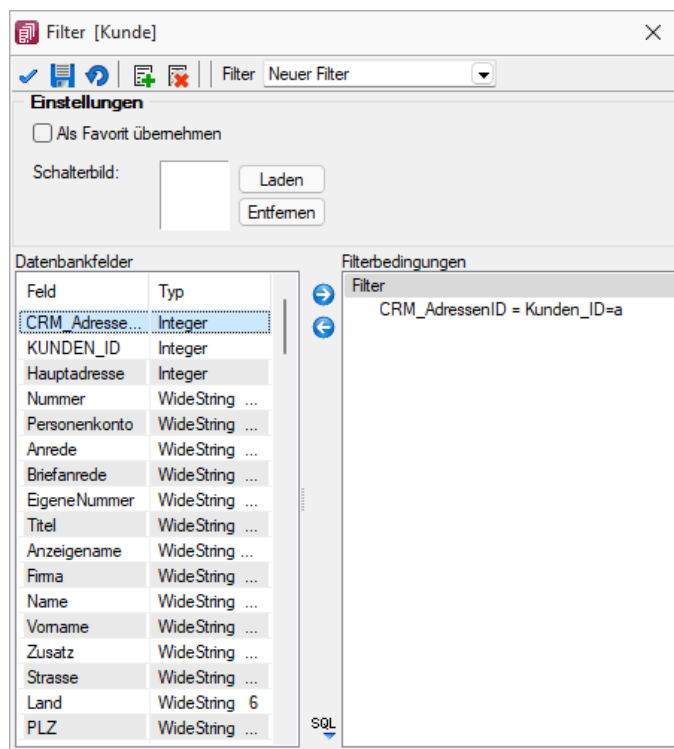 Filter [Kunde]
Filter Neuer Filter
Einstellungen
Als Favorit übernehmen
Schalterbild:
Laden
Entfernen
Datenbankfelder
Feld Typ
CRM_Adresse... Integer
KUNDEN_ID Integer
Hauptadresse Integer
Nummer WideString ...
Personenkonto WideString ...
Anrede WideString ...
Briefanrede WideString ...
EigeneNummer WideString ...
Titel WideString ...
Anzeigename WideString ...
Firma WideString ...
Name WideString ...
Vorname WideString ...
Zusatz WideString ...
Strasse WideString ...
Land WideString 6
PLZ WideString ...
SQL
Filterbedingungen
Filter
CRM_AdressenID = Kunden_ID=a